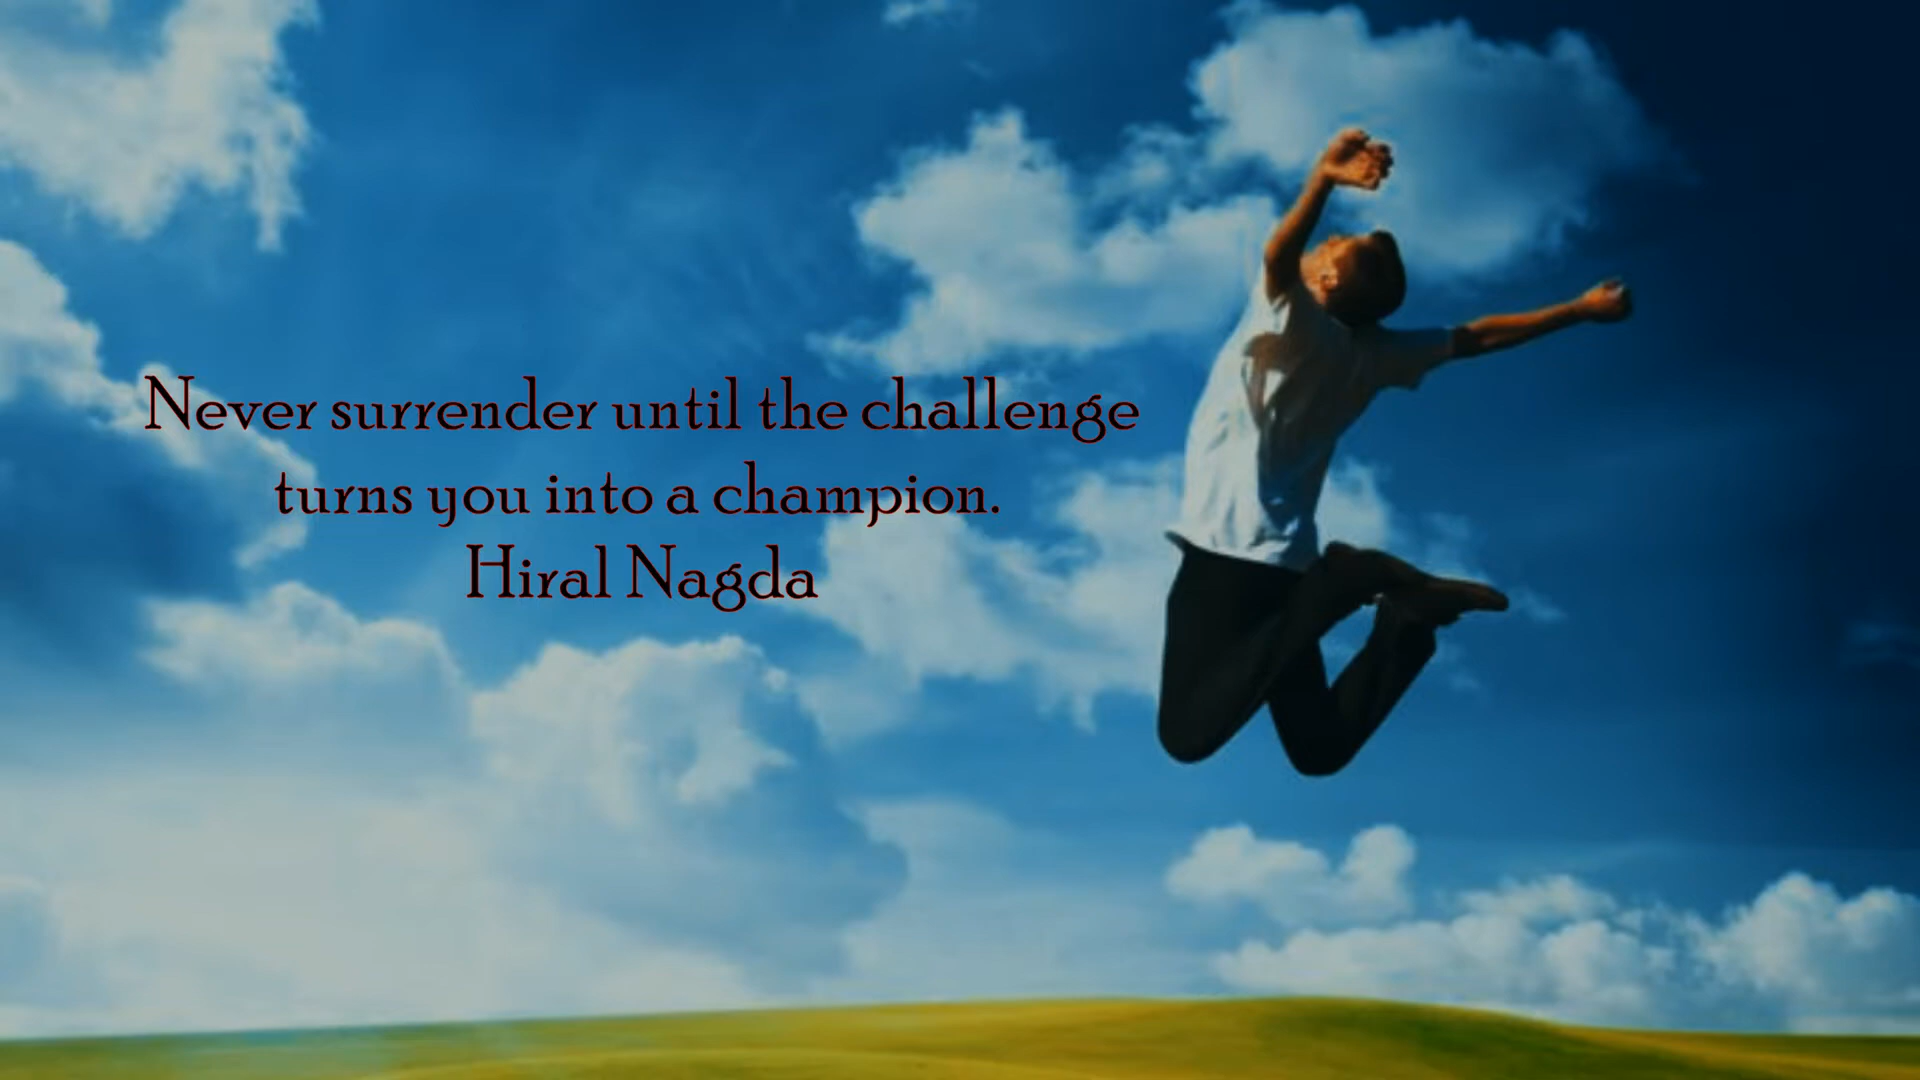 Never surrender until the challenge
turns you into a champion.
Hiral Nagda